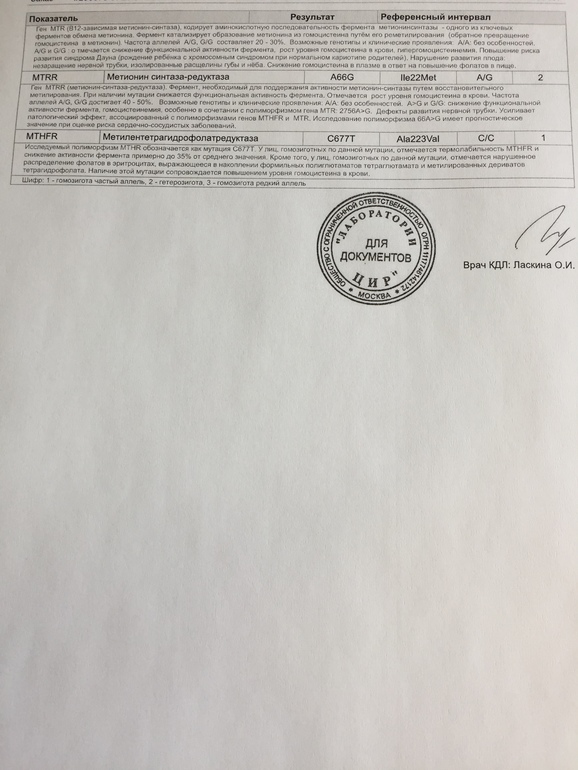 Показатель Результат Референсный интервал
Ген MTR (B12-зависимая метионин-синтаза), кодирует аминокислотную последовательность фермента метионинсинтазы - одного из ключевых
ферментов обмена метионина. Фермент катализирует образование метионина из гомоцистеина путём его реметилирования (обратное превращение
гомоцистеина в метионин). Частота аллелей A/G, G/G составляет 20 - 30%. Возможные генотипы и клинические проявления: A/A: без особенностей.
A/G и G/G : о тмечается снижение функциональной активности фермента, рост уровня гомоцистеина в крови, гипергомоцистеинемия. Повышение риска
развития синдрома Дауна (рождение ребёнка с хромосомным синдромом при нормальном кариотипе родителей). Нарушение развития плода:
незаращение нервной трубки, изолированные расщелины губы и нёба. Снижение гомоцистеина в плазме в ответ на повышение фолатов в пище.
MTRR Метионин синтаза-редуктаза A66G Ile22Met A/G 2
Ген MTRR (метионин-синтаза-редуктаза). Фермент, необходимый для поддержания активности метионин-синтазы путем восстановительного
метилирования. При наличии мутации снижается функциональная активность фермента. Отмечается рост уровня гомоцистеина в крови. Частота
аллелей A/G, G/G достигает 40 - 50%. Возможные генотипы и клинические проявления: A/A: без особенностей. A>G и G/G: снижение функциональной
активности фермента, гомоцистеинемия, особенно в сочетании с полиморфизмом гена MTR: 2756A>G. Дефекты развития нервной трубки. Усиливает
патологический эффект, ассоциированный с полиморфизмами генов MTHFR и MTR. Исследование полиморфизма 66A>G имеет прогностическое
значение при оценке риска сердечно-сосудистых заболеваний.
MTHFR Метилентетрагидрофолатредуктаза C677T Ala223Val C/C 1
Исследуемый полиморфизм MTHR обозначается как мутация C677T. У лиц, гомозиготных по данной мутации, отмечается термолабильность MTHFR и
снижение активности фермента примерно до 35% от среднего значения. Кроме того, у лиц, гомозиготных по данной мутации, отмечается нарушенное
распределение фолатов в эритроцитах, выражающееся в накоплении формильных полиглютоматов тетраглютомата и метилированных дериватов
тетрагидрофолата. Наличие этой мутации сопровождается повышением уровня гомоцистеина в крови.
Шифр: 1 - гомозигота частый аллель, 2 - гетерозигота, 3 - гомозигота редкий аллель
ОБЩЕСТВО С ОГРАНИЧЕННОЙ ОТВЕТСТВЕННОСТЬЮ
"ЛАБОРАТОРИИ
ДЛЯ
ДОКУМЕНТОВ
ЦИР"
* МОСКВА *
Врач КДЛ: Ласкина О.И.